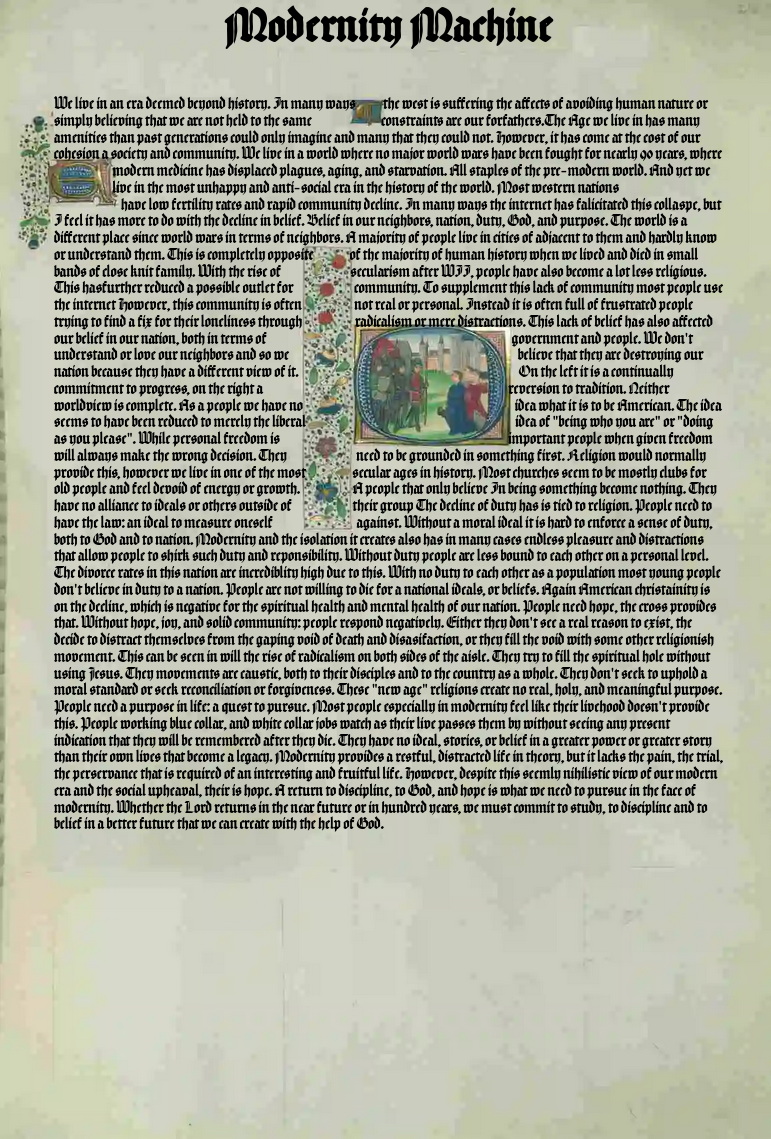 Modernity Machine
We live in an era deemed beyond history. In many ways the west is suffering the affects of avoiding human nature or
simply believing that we are not held to the same constraints are our forfathers.The Age we live in has many
amenities than past generations could only imagine and many that they could not. However, it has come at the cost of our
cohesion a society and community. We live in a world where no major world wars have been fought for nearly 90 years, where
modern medicine has displaced plagues, aging, and starvation. All staples of the pre-modern world. And yet we
live in the most unhappy and anti-social era in the history of the world. Most western nations
have low fertility rates and rapid community decline. In many ways the internet has falicitated this collaspe, but
I feel it has more to do with the decline in belief. Belief in our neighbors, nation, duty, God, and purpose. The world is a
different place since world wars in terms of neighbors. A majority of people live in cities of adjacent to them and hardly know
or understand them. This is completely opposite of the majority of human history when we lived and died in small
bands of close knit family. With the rise of secularism after WII, people have also become a lot less religious.
This hasfurther reduced a possible outlet for community. To supplement this lack of community most people use
the internet However, this community is often not real or personal. Instead it is often full of frustrated people
trying to find a fix for their loneliness through radicalism or mere distractions. This lack of belief has also affected
our belief in our nation, both in terms of government and people. We don't
understand or love our neighbors and so we believe that they are destroying our
nation because they have a different view of it. On the left it is a continually
commitment to progress, on the right a reversion to tradition. Neither
worldview is complete. As a people we have no idea what it is to be American. The idea
seems to have been reduced to merely the liberal idea of "being who you are" or "doing
as you please". While personal freedom is important people when given freedom
will always make the wrong decision. They need to be grounded in something first. Religion would normally
provide this, however we live in one of the most secular ages in history. Most churches seem to be mostly clubs for
old people and feel devoid of energy or growth. A people that only believe In being something become nothing. They
have no alliance to ideals or others outside of their group The decline of duty has is tied to religion. People need to
have the law: an ideal to measure oneself against. Without a moral ideal it is hard to enforce a sense of duty,
both to God and to nation. Modernity and the isolation it creates also has in many cases endless pleasure and distractions
that allow people to shirk such duty and reponsibility. Without duty people are less bound to each other on a personal level.
The divorce rates in this nation are incrediblity high due to this. With no duty to each other as a population most young people
don't believe in duty to a nation. People are not willing to die for a national ideals, or beliefs. Again American christainity is
on the decline, which is negative for the spiritual health and mental health of our nation. People need hope, the cross provides
that. Without hope, joy, and solid community: people respond negatively. Either they don't see a real reason to exist, the
decide to distract themselves from the gaping void of death and disasifaction, or they fill the void with some other religionish
movement. This can be seen in will the rise of radicalism on both sides of the aisle. They try to fill the spiritual hole without
using Jesus. They movements are caustic, both to their disciples and to the country as a whole. They don't seek to uphold a
moral standard or seek reconciliation or forgiveness. These "new age" religions create no real, holy, and meaningful purpose.
People need a purpose in life: a quest to pursue. Most people especially in modernity feel like their livehood doesn't provide
this. People working blue collar, and white collar jobs watch as their live passes them by without seeing any present
indication that they will be remembered after they die. They have no ideal, stories, or belief in a greater power or greater story
than their own lives that become a legacy. Modernity provides a restful, distracted life in theory, but it lacks the pain, the trial,
the perservance that is required of an interesting and fruitful life. However, despite this seemly nihilistic view of our modern
era and the social upheaval, their is hope. A return to discipline, to God, and hope is what we need to pursue in the face of
modernity. Whether the Lord returns in the near future or in hundred years, we must commit to study, to discipline and to
belief in a better future that we can create with the help of God.